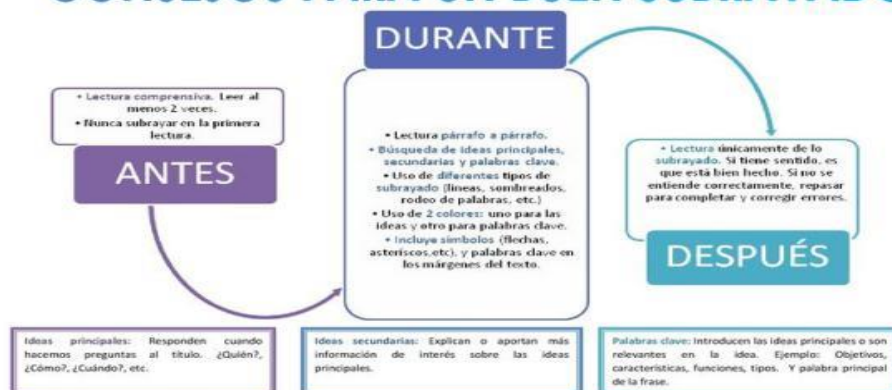 CONSEJOS PARA UN BUEN SUBRAYADO
DURANTE
• Lectura comprensiva. Leer al
menos 2 veces.
• Nunca subrayar en la primera
lectura.
ANTES
• Lectura párrafo a párrafo.
• Búsqueda de ideas principales,
secundarias y palabras clave.
• Uso de diferentes tipos de
subrayado (líneas, sombreados,
rodeo de palabras, etc.)
• Uso de 2 colores: uno para las
ideas y otro para palabras clave.
• Incluye símbolos (flechas,
asteriscos,etc), y palabras clave en
los márgenes del texto.
• Lectura únicamente de lo
subrayado. Si tiene sentido, es
que está bien hecho. Si no se
entiende correctamente, repasar
para completar y corregir errores.
DESPUÉS
Ideas principales: Responden cuando
hacemos preguntas al título. ¿Quién?,
¿Cómo?, ¿Cuándo?, etc.
Ideas secundarias: Explican o aportan más
información de interés sobre las ideas
principales.
Palabras clave: Introducen las ideas principales o son
relevantes en la idea. Ejemplo: Objetivos,
características, funciones, tipos. Y palabra principal
de la frase.